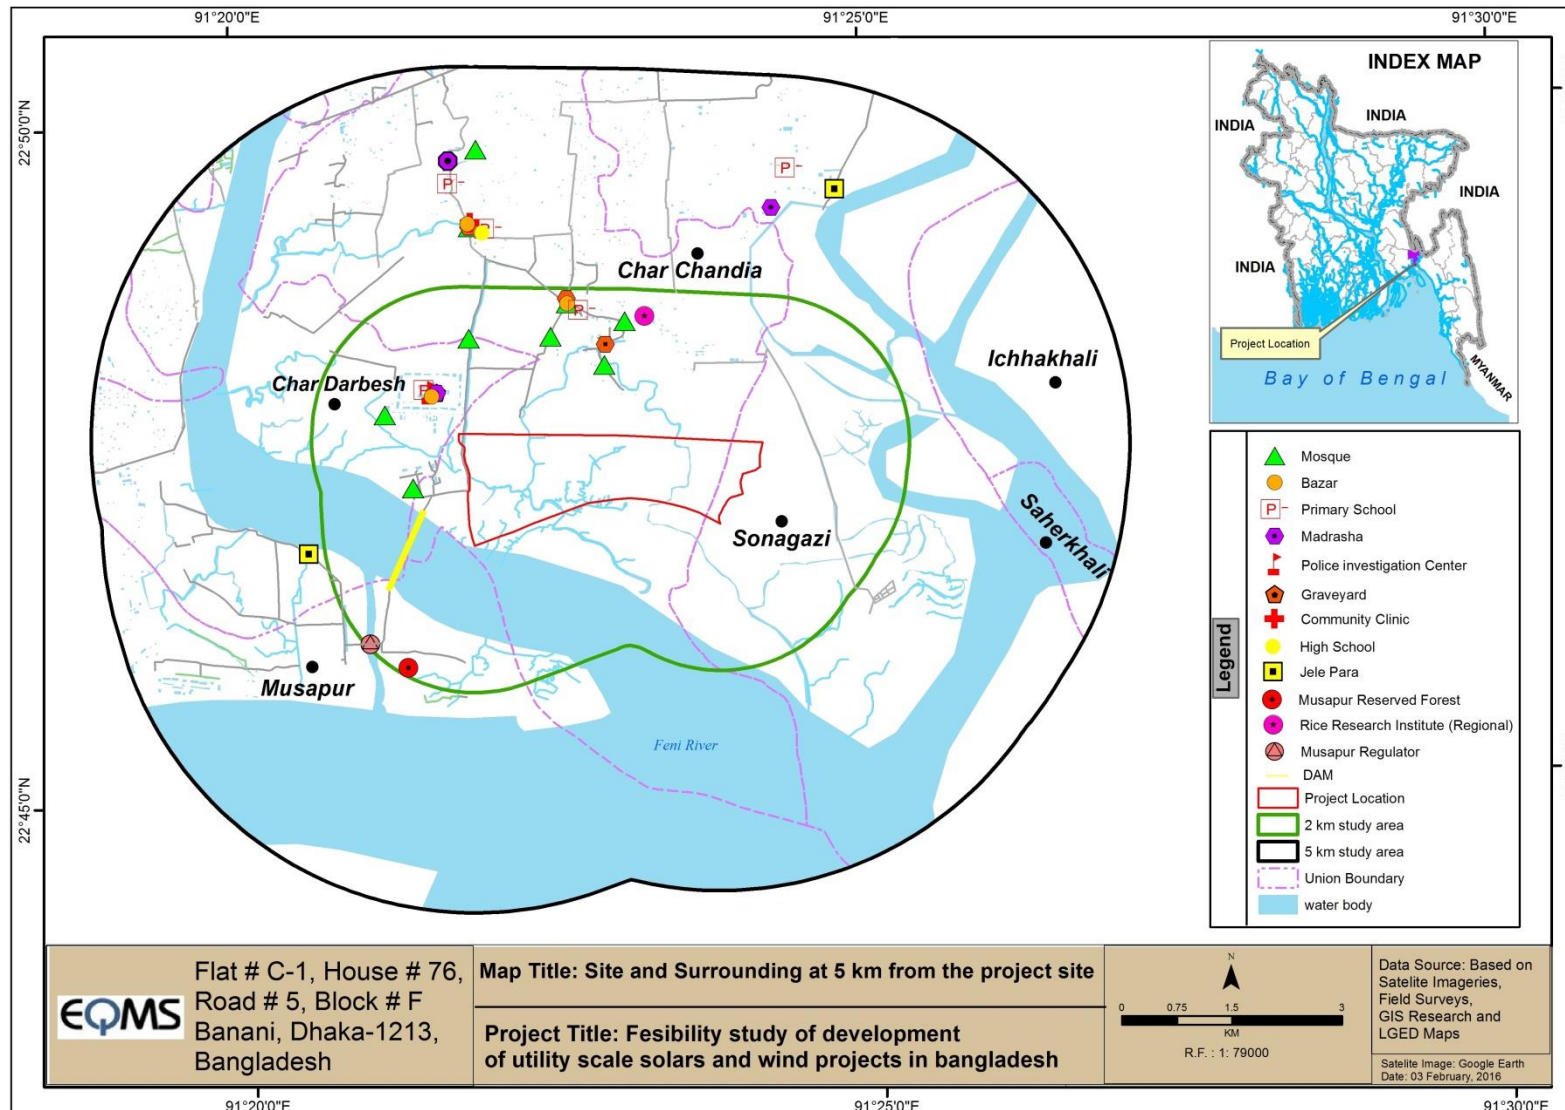 91°20'0"E
91°25'0"E
91°30'0"E
22°50'0"N
22°45'0"N
P
P
P
Char Chandia
Char Darbesh
Ichhakhali
Saherkhali
Sonagazi
Musapur
Feni River
INDEX MAP
INDIA
INDIA
INDIA
INDIA
MYANMAR
Project Location
Bay of Bengal
Legend
Mosque
Bazar
P
Primary School
Madrasha
Police investigation Center
Graveyard
Community Clinic
High School
Jele Para
Musapur Reserved Forest
Rice Research Institute (Regional)
Musapur Regulator
DAM
Project Location
2 km study area
5 km study area
Union Boundary
water body
EQMS
Flat # C-1, House # 76,
Road # 5, Block # F
Banani, Dhaka-1213,
Bangladesh
Map Title: Site and Surrounding at 5 km from the project site
Project Title: Fesibility study of development
of utility scale solars and wind projects in bangladesh
N
0 0.75 1.5 3
KM
R.F. : 1: 79000
Data Source: Based on
Satelite Imageries,
Field Surveys,
GIS Research and
LGED Maps
Satelite Image: Google Earth
Date: 03 February, 2016
91°20'0"E
91°25'0"E
91°30'0"E